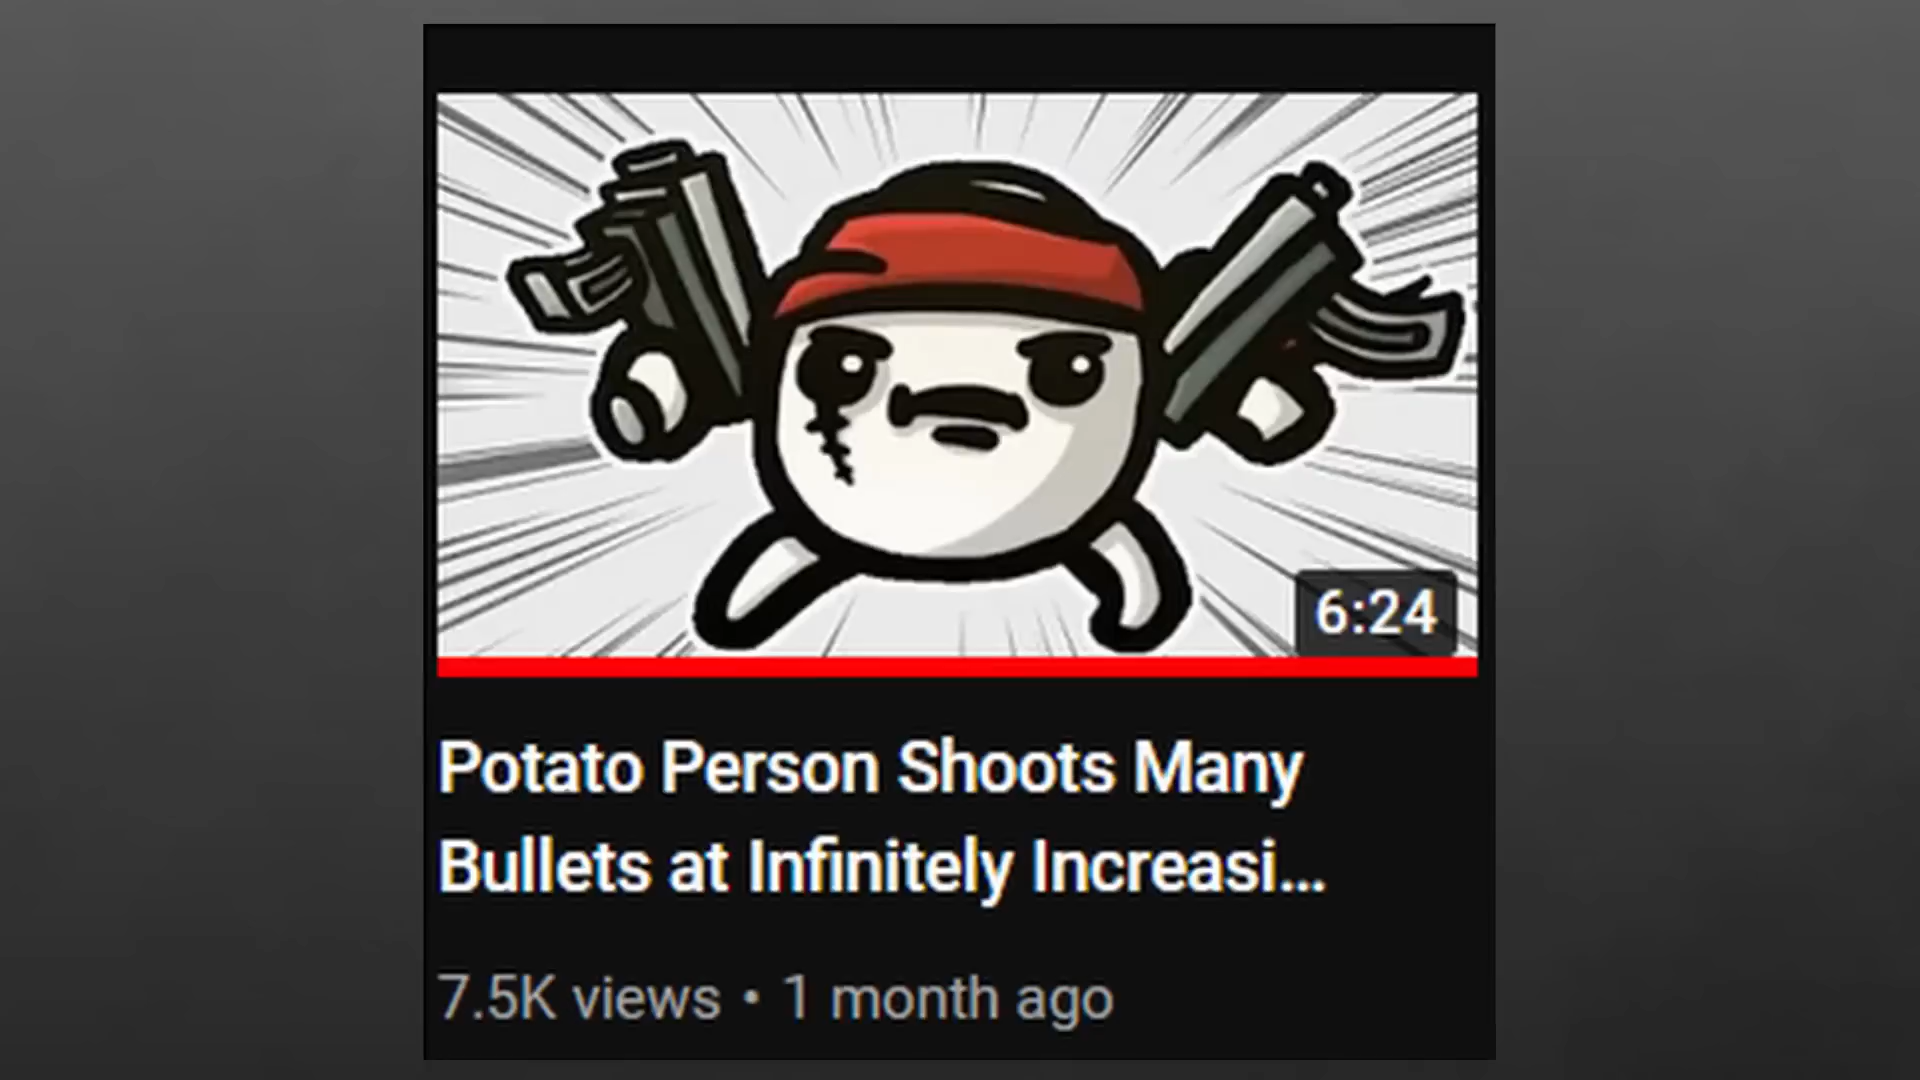 6:24
Potato Person Shoots Many
Bullets at Infinitely Increasi...
7.5K views • 1 month ago